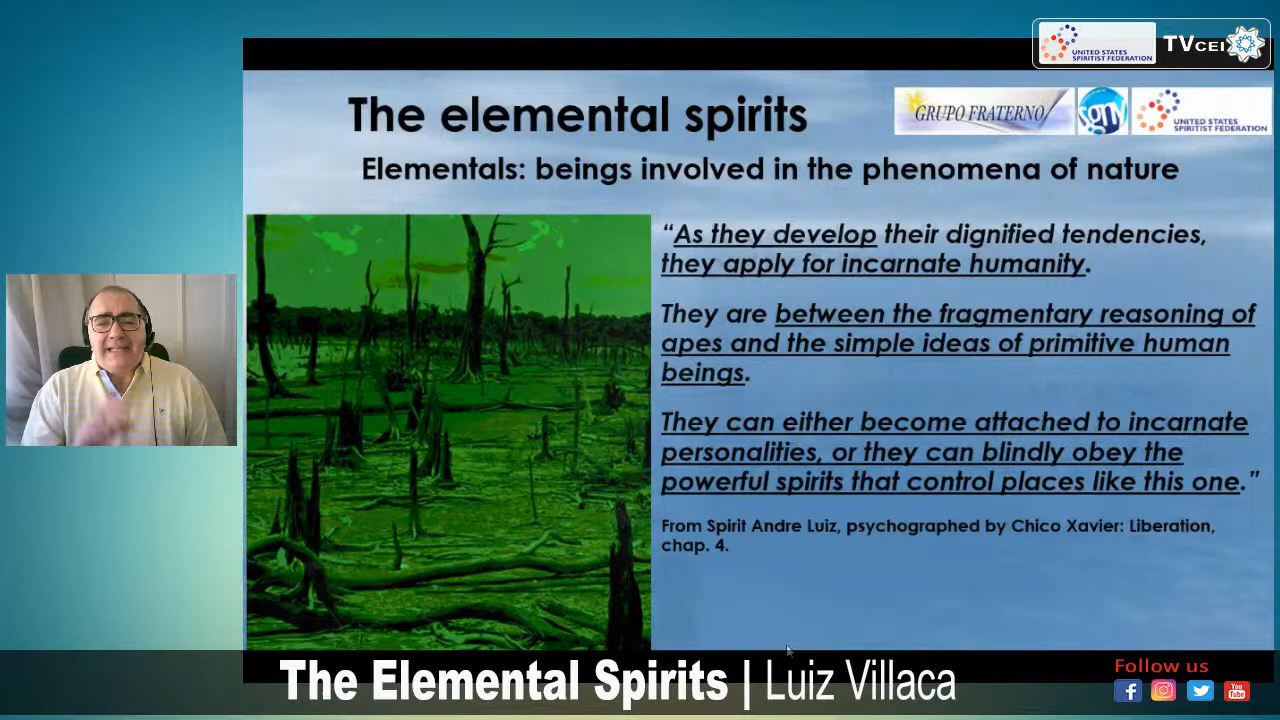 UNITED STATES
SPIRITIST FEDERATION
TVCEI
The elemental spirits
GRUPO FRATERNO
sgny
UNITED STATES
SPIRITIST FEDERATION
Elementals: beings involved in the phenomena of nature
“As they develop their dignified tendencies,
they apply for incarnate humanity.
They are between the fragmentary reasoning of
apes and the simple ideas of primitive human
beings.
They can either become attached to incarnate
personalities, or they can blindly obey the
powerful spirits that control places like this one.”
From Spirit Andre Luiz, psychographed by Chico Xavier: Liberation,
chap. 4.
The Elemental Spirits | Luiz Villaca
Follow us
You
Tube